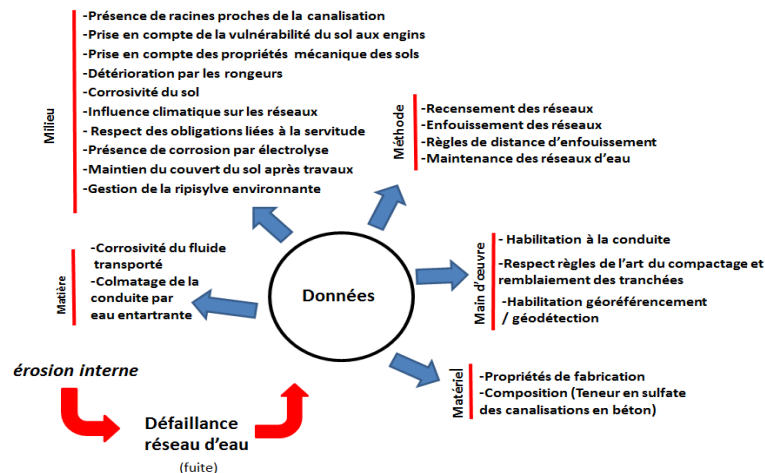 Milieu
-Présence de racines proches de la canalisation
-Prise en compte de la vulnérabilité du sol aux engins
-Prise en compte des propriétés mécanique des sols
-Détérioration par les rongeurs
-Corrosivité du sol
-Influence climatique sur les réseaux
- Respect des obligations liées à la servitude
-Présence de corrosion par électrolyse
-Maintien du couvert du sol après travaux
-Gestion de la ripisylve environnante
Méthode
-Recensement des réseaux
-Enfouissement des réseaux
-Règles de distance d’enfouissement
-Maintenance des réseaux d’eau
Matière
-Corrosivité du fluide
transporté
-Colmatage de la
conduite par
eau entartrante
Données
Main d’œuvre
- Habilitation à la conduite
-Respect règles de l’art du compactage et
remblaiement des tranchées
-Habilitation géoréférencement
/ géodétection
Matériel
-Propriétés de fabrication
-Composition (Teneur en sulfate
des canalisations en béton)
érosion interne
Défaillance
réseau d’eau
(fuite)